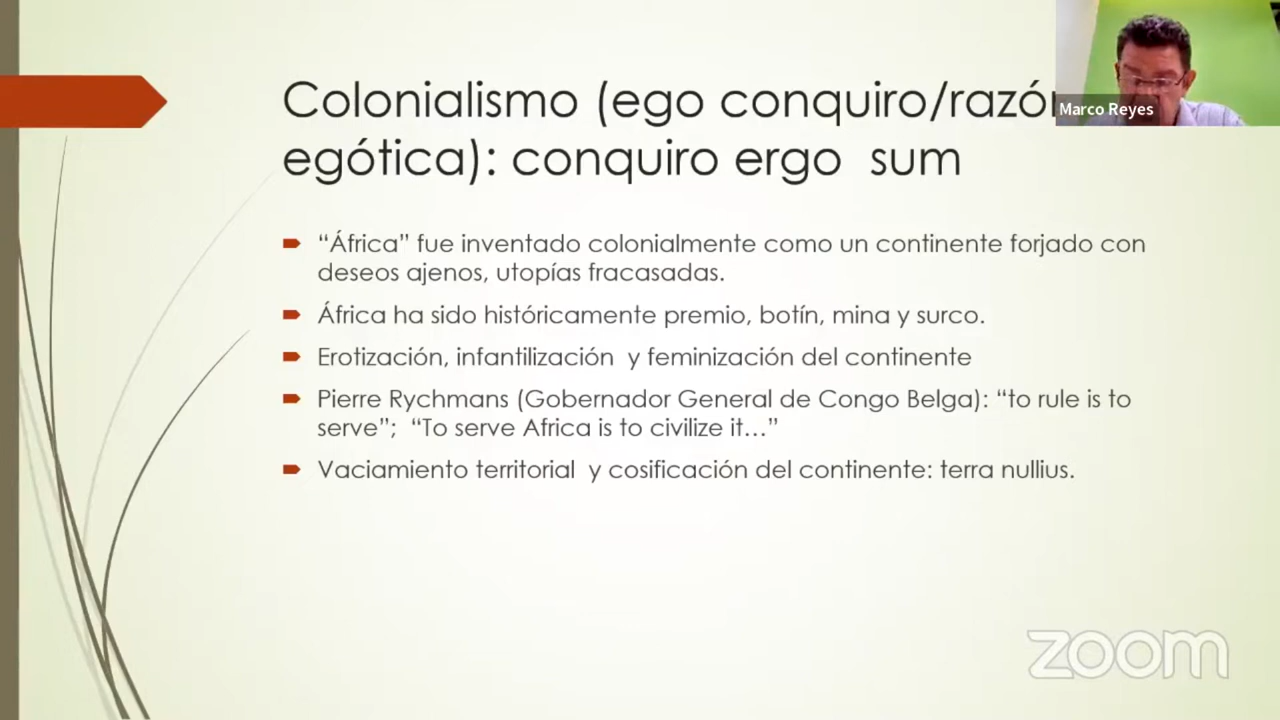 Colonialismo (ego conquiro/razón
egótica): conquiro ergo  sum
Marco Reyes
“África” fue inventado colonialmente como un continente forjado con
deseos ajenos, utopías fracasadas.
África ha sido históricamente premio, botín, mina y surco.
Erotización, infantilización  y feminización del continente
Pierre Rychmans (Gobernador General de Congo Belga): “to rule is to
serve”;  “To serve Africa is to civilize it…”
Vaciamiento territorial  y cosificación del continente: terra nullius.
zoom